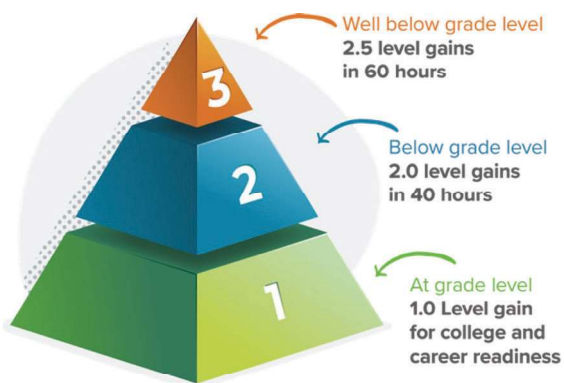 3
Well below grade level
2.5 level gains
in 60 hours
2
Below grade level
2.0 level gains
in 40 hours
1
At grade level
1.0 Level gain
for college and
career readiness